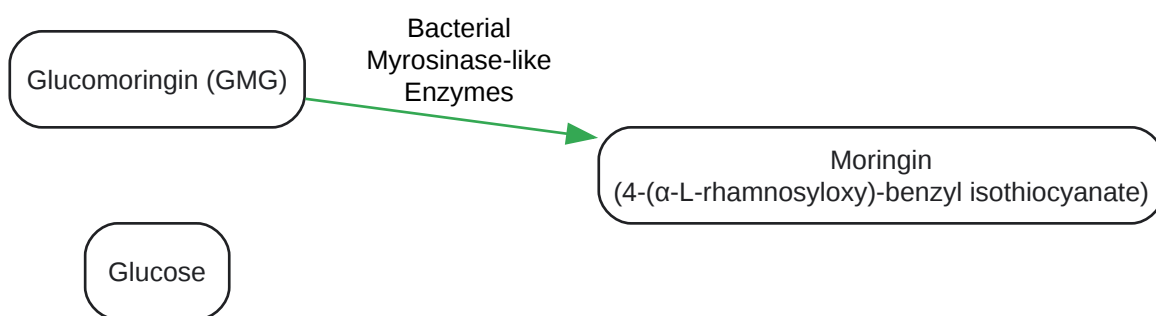 Bacterial
Myrosinase-like
Enzymes
Glucomoringin (GMG)
Moringin
(4-(α-L-rhamnosyloxy)-benzyl isothiocyanate)
Glucose